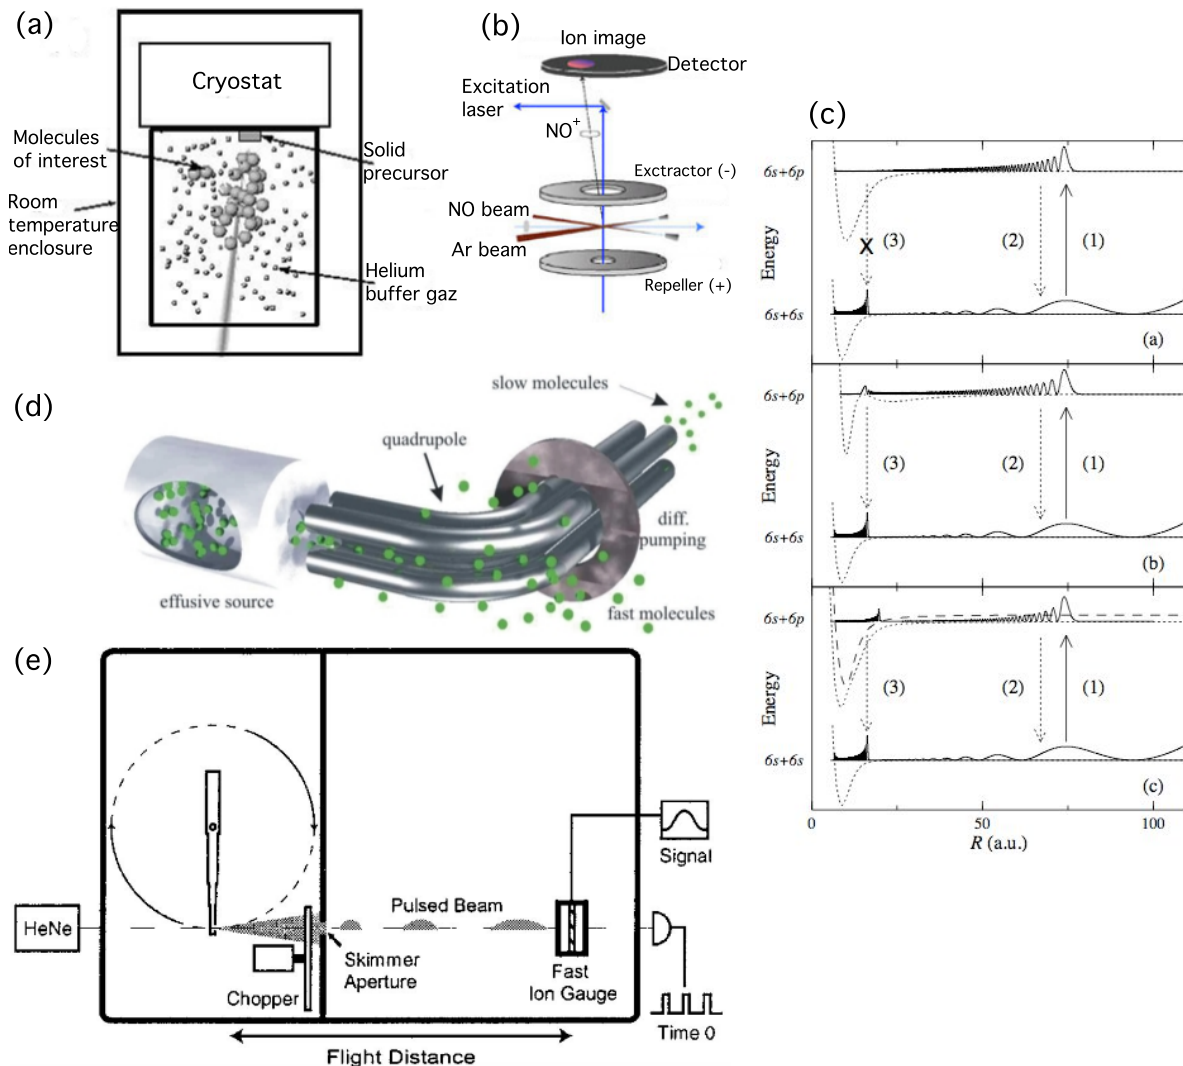 (a)
Cryostat
Molecules
of interest
Solid
precursor
Room
temperature
enclosure
Helium
buffer gaz
(b)
Ion image
Detector
Excitation
laser
NO+
Exctractor (-)
NO beam
Ar beam
Repeller (+)
(c)
6s+6p
Energy
X
(3)
(2)
(1)
6s+6s
(a)
6s+6p
Energy
(3)
(2)
(1)
6s+6s
(b)
6s+6p
Energy
(3)
(2)
(1)
6s+6s
(c)
0
50
100
R (a.u.)
(d)
slow molecules
quadrupole
diff.
pumping
effusive source
fast molecules
(e)
HeNe
Chopper
Skimmer
Aperture
Pulsed Beam
Fast
Ion Gauge
Signal
Time 0
Flight Distance